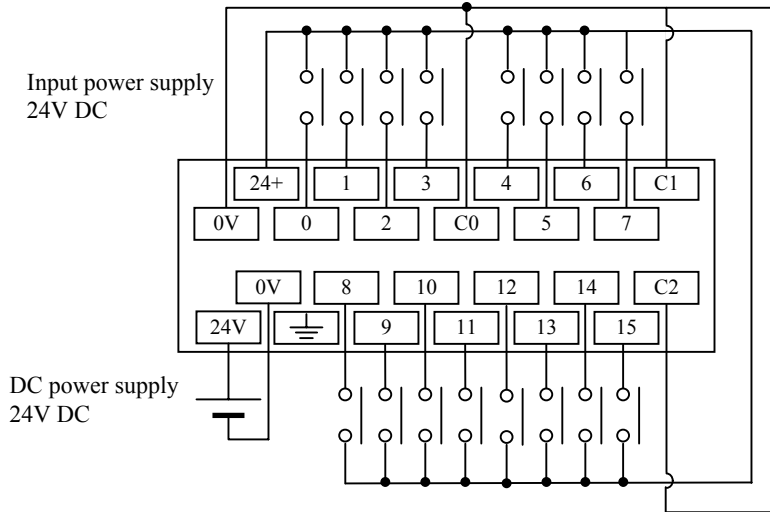 Input power supply
24V DC
24+ 1 3 4 6 C1
0V 0 2 C0 5 7
0V 8 10 12 14 C2
24V 9 11 13 15
DC power supply
24V DC